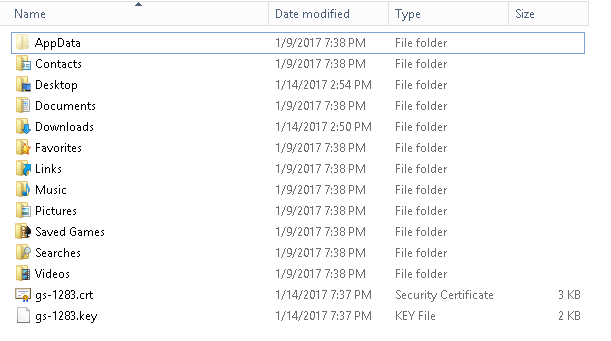 Name Date modified Type Size
AppData 1/9/2017 7:38 PM File folder
Contacts 1/9/2017 7:38 PM File folder
Desktop 1/14/2017 2:54 PM File folder
Documents 1/9/2017 7:38 PM File folder
Downloads 1/14/2017 2:50 PM File folder
Favorites 1/9/2017 7:38 PM File folder
Links 1/9/2017 7:38 PM File folder
Music 1/9/2017 7:38 PM File folder
Pictures 1/9/2017 7:38 PM File folder
Saved Games 1/9/2017 7:38 PM File folder
Searches 1/9/2017 7:38 PM File folder
Videos 1/9/2017 7:38 PM File folder
gs-1283.crt 1/14/2017 7:37 PM Security Certificate 3 KB
gs-1283.key 1/14/2017 7:37 PM KEY File 2 KB